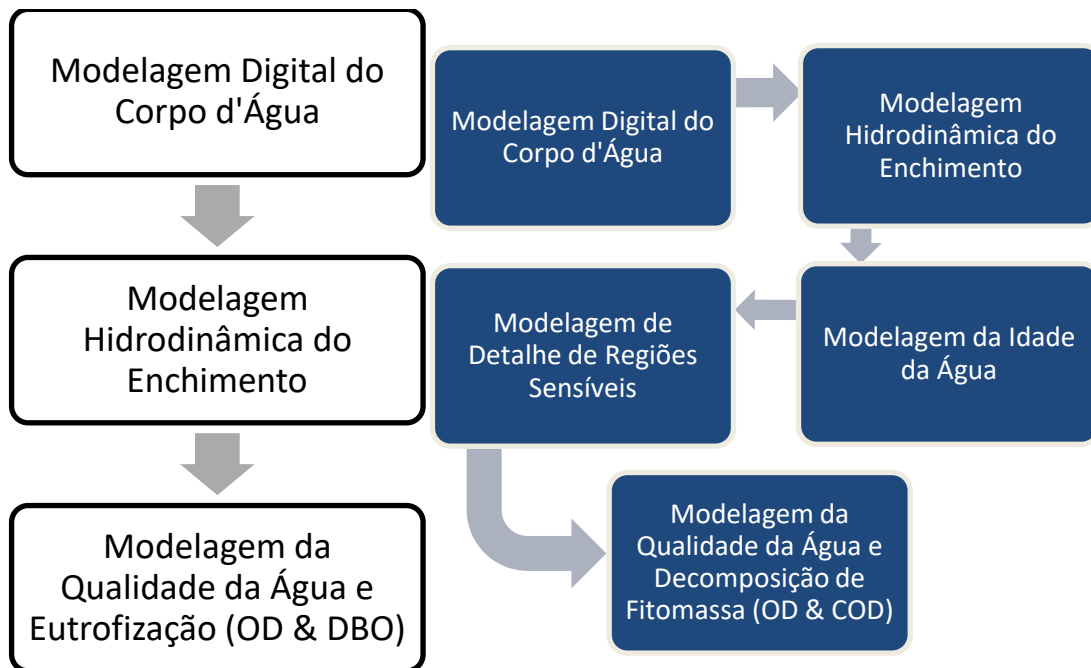 Modelagem Digital do
Corpo d'Água
Modelagem
Hidrodinâmica do
Enchimento
Modelagem da
Qualidade da Água e
Eutrofização (OD & DBO)
Modelagem Digital do
Corpo d'Água
Modelagem
Hidrodinâmica do
Enchimento
Modelagem da Idade
da Água
Modelagem de
Detalhe de Regiões
Sensíveis
Modelagem da
Qualidade da Água e
Decomposição de
Fitomassa (OD & COD)